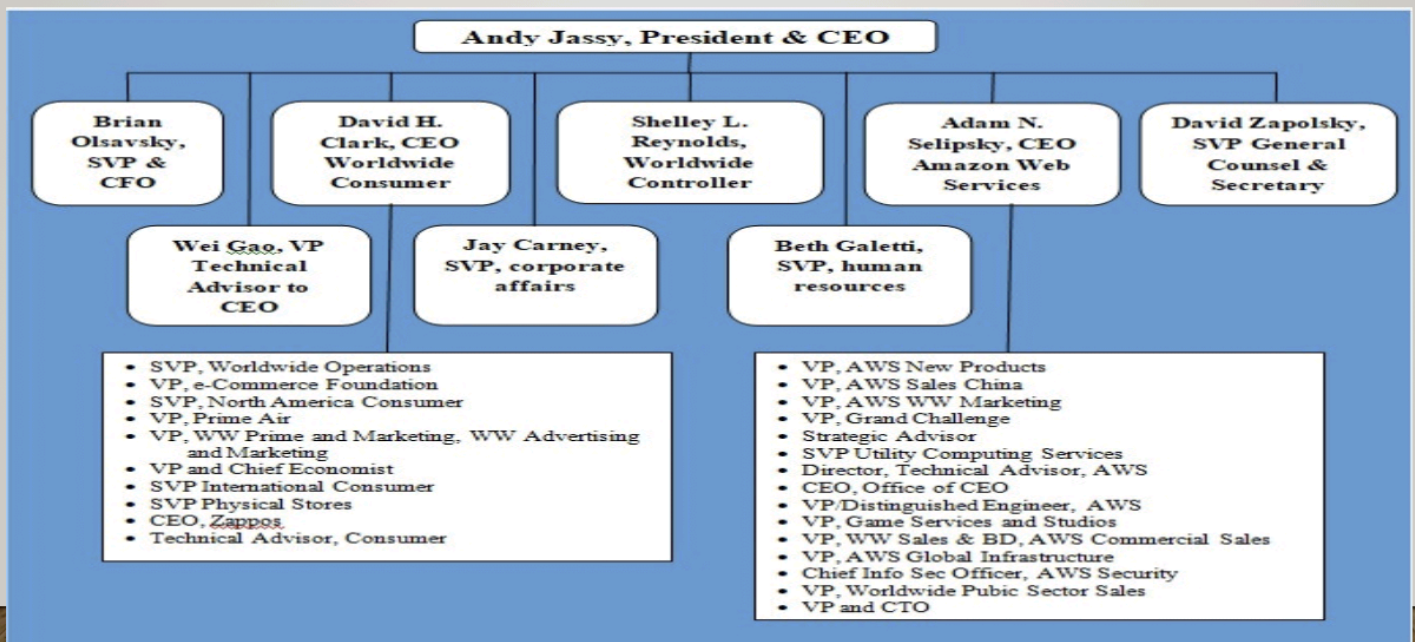 Andy Jassy, President & CEO
Brian
Olsavsky,
SVP &
CFO
David H.
Clark, CEO
Worldwide
Consumer
Shelley L.
Reynolds,
Worldwide
Controller
Adam N.
Selipsky, CEO
Amazon Web
Services
David Zapolsky,
SVP General
Counsel &
Secretary
Wei Gao, VP
Technical
Advisor to
CEO
Jay Carney,
SVP, corporate
affairs
Beth Galetti,
SVP, human
resources
• SVP, Worldwide Operations
• VP, e-Commerce Foundation
• SVP, North America Consumer
• VP, Prime Air
• VP, WW Prime and Marketing, WW Advertising
and Marketing
• VP and Chief Economist
• SVP International Consumer
• SVP Physical Stores
• CEO, Zappos
• Technical Advisor, Consumer
• VP, AWS New Products
• VP, AWS Sales China
• VP, AWS WW Marketing
• VP, Grand Challenge
• Strategic Advisor
• SVP Utility Computing Services
• Director, Technical Advisor, AWS
• CEO, Office of CEO
• VP/Distinguished Engineer, AWS
• VP, Game Services and Studios
• VP, WW Sales & BD, AWS Commercial Sales
• VP, AWS Global Infrastructure
• Chief Info Sec Officer, AWS Security
• VP, Worldwide Pubic Sector Sales
• VP and CTO